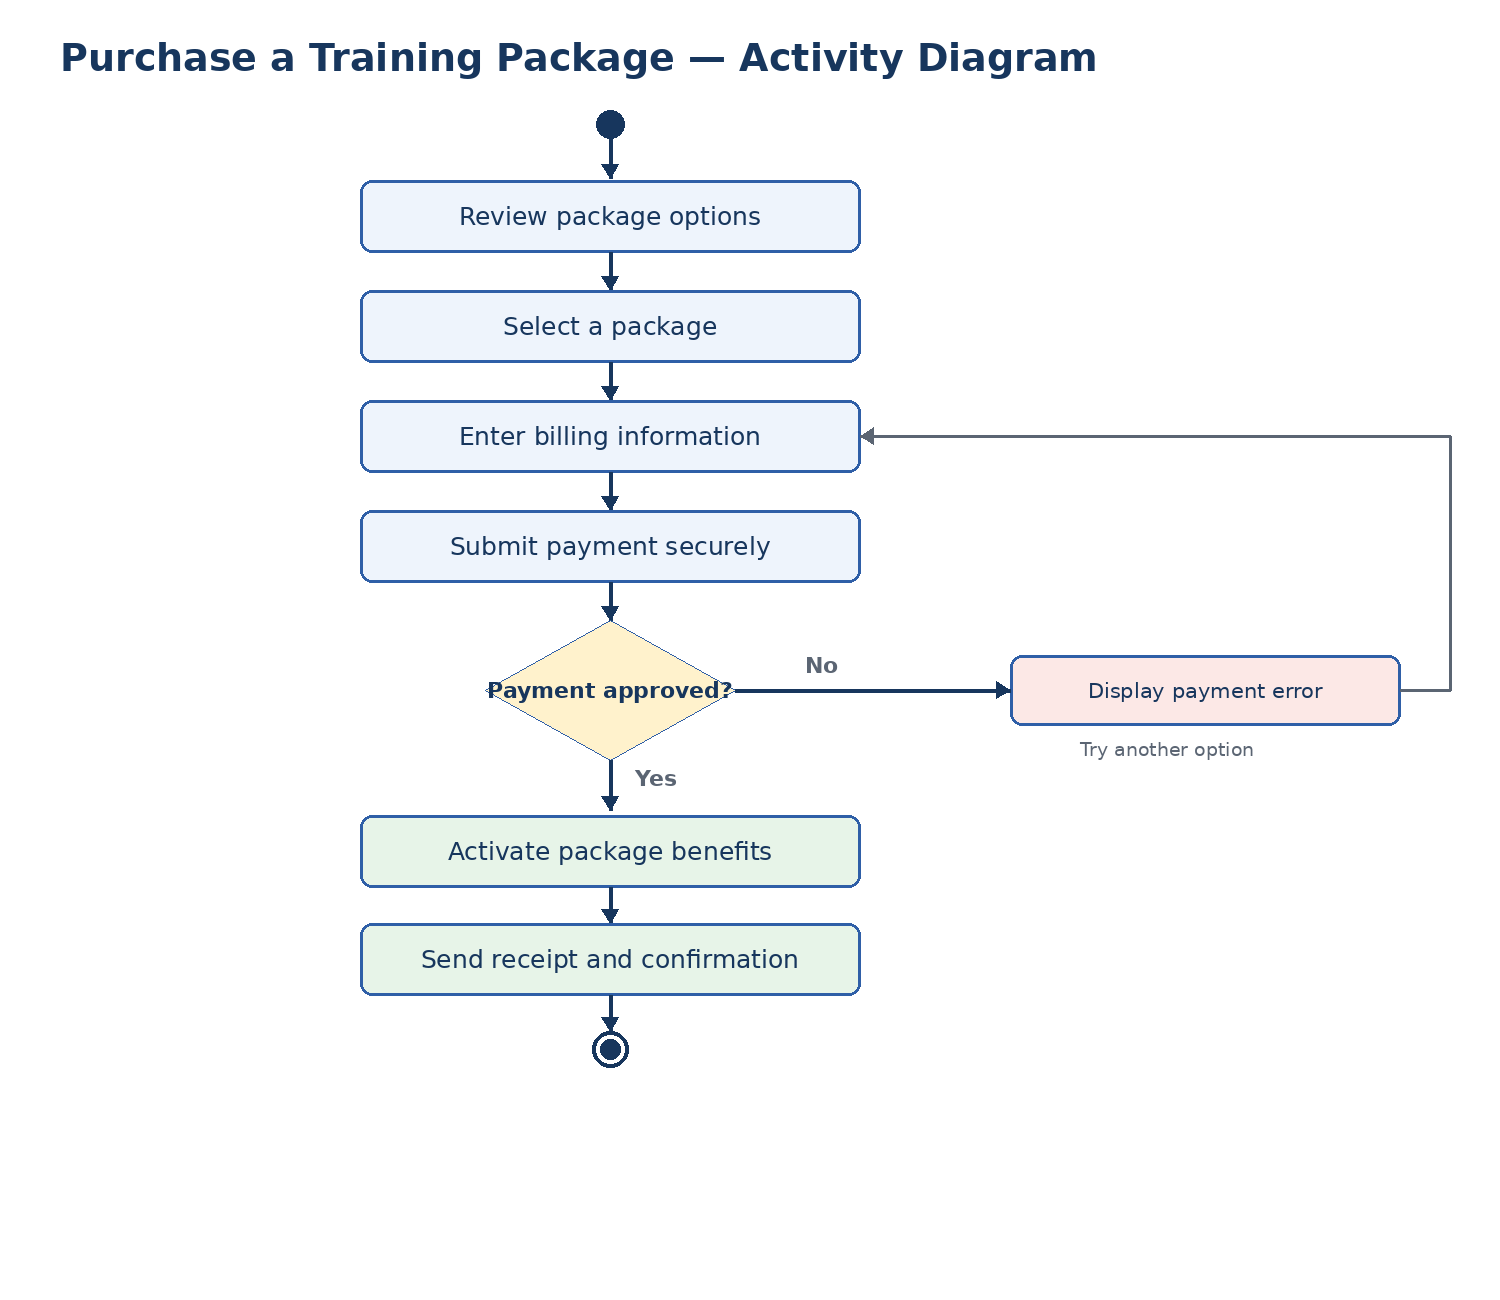 Purchase a Training Package — Activity Diagram
Review package options
Select a package
Enter billing information
Submit payment securely
Payment approved?
No
Display payment error
Try another option
Yes
Activate package benefits
Send receipt and confirmation